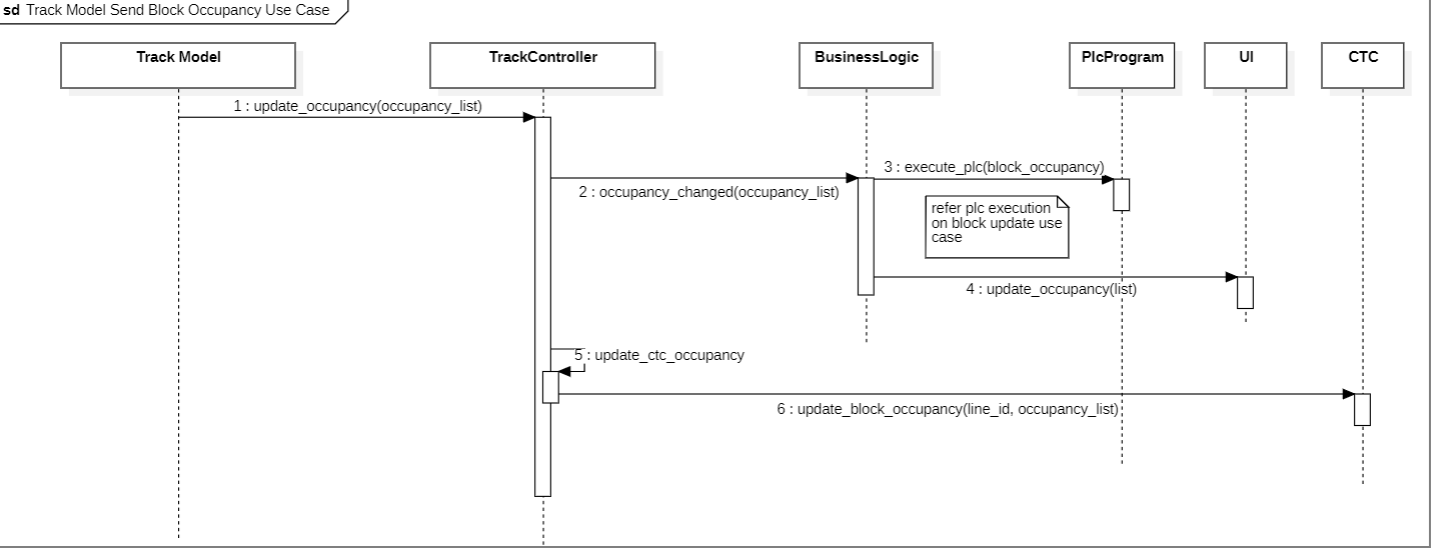 sd Track Model Send Block Occupancy Use Case
Track Model
TrackController
BusinessLogic
PlcProgram
UI
CTC
1 : update_occupancy(occupancy_list)
2 : occupancy_changed(occupancy_list)
3 : execute_plc(block_occupancy)
refer plc execution
on block update use
case
4 : update_occupancy(list)
5 : update_ctc_occupancy
6 : update_block_occupancy(line_id, occupancy_list)